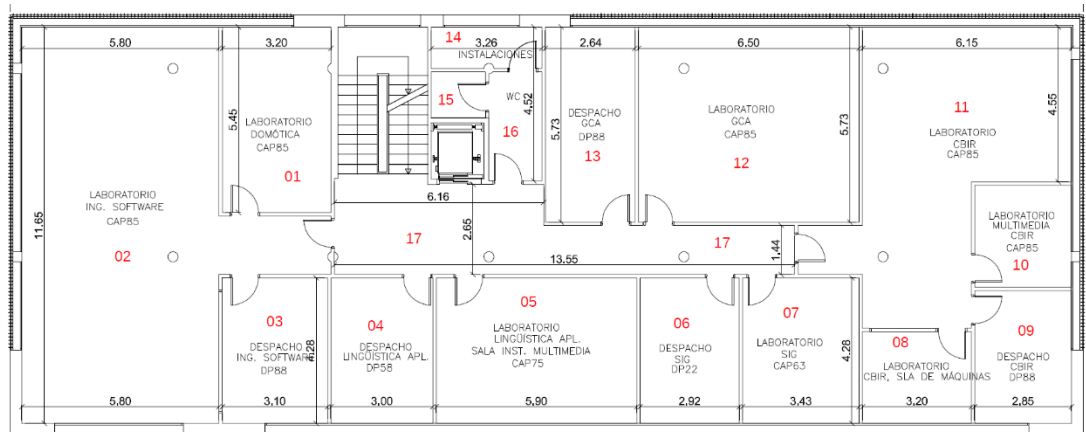 5.80
3.20
14
3.26
INSTALACIONES
2.64
6.50
6.15
15
WC
4.52
16
5.45
LABORATORIO
DOMÓTICA
CAP85
01
5.73
DESPACHO
GCA
DP88
13
LABORATORIO
GCA
CAP85
12
5.73
11
LABORATORIO
CBIR
CAP85
4.55
11.65
LABORATORIO
ING. SOFTWARE
CAP85
02
6.16
17
2.65
13.55
17
1.44
LABORATORIO
MULTIMEDIA
CBIR
CAP85
10
03
DESPACHO
ING. SOFTWARE
DP88
4.28
04
DESPACHO
LINGÜÍSTICA APL.
DP58
05
LABORATORIO
LINGÜÍSTICA APL.
SALA INST. MULTIMEDIA
CAP75
06
DESPACHO
SIG
DP22
07
LABORATORIO
SIG
CAP63
4.28
08
LABORATORIO
CBIR, SLA DE MÁQUINAS
09
DESPACHO
CBIR
DP88
5.80
3.10
3.00
5.90
2.92
3.43
3.20
2.85